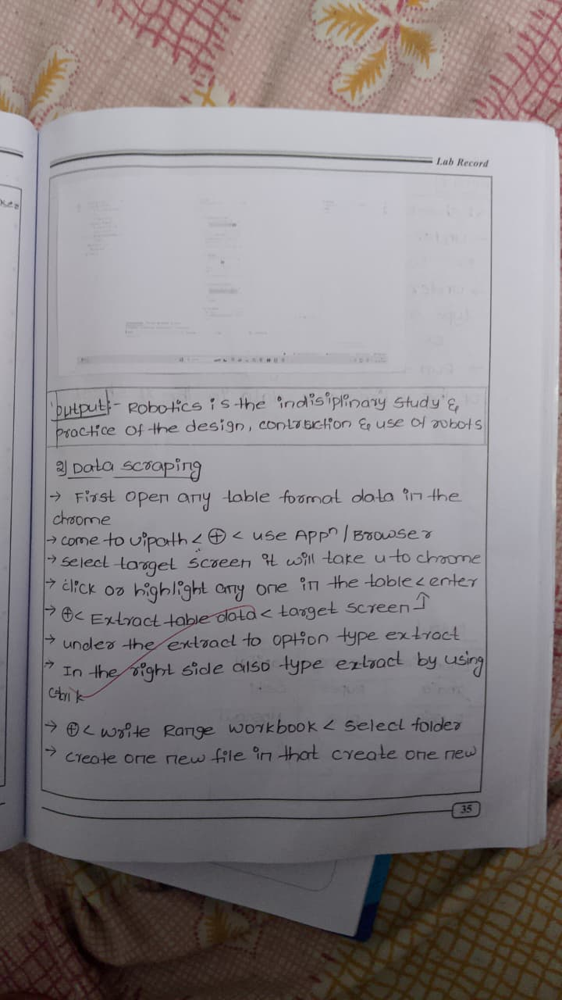 Lab Record
output:- Robotics is the indisiplinary study &
practice of the design, contruction & use of robots
2) Data scraping
→ First open any table format data in the
chrome
→ come to uipath < ⊕ < use Appⁿ / Browser
→ select target screen it will take u to chrome
→ click or highlight any one in the table < enter
→ ⊕ < Extract table data < target screen ↑
→ under the extract to option type extract
→ In the right side also type extract by using
ctrl k
→ ⊕ < write Range workbook < select folder
→ create one new file in that create one new
35